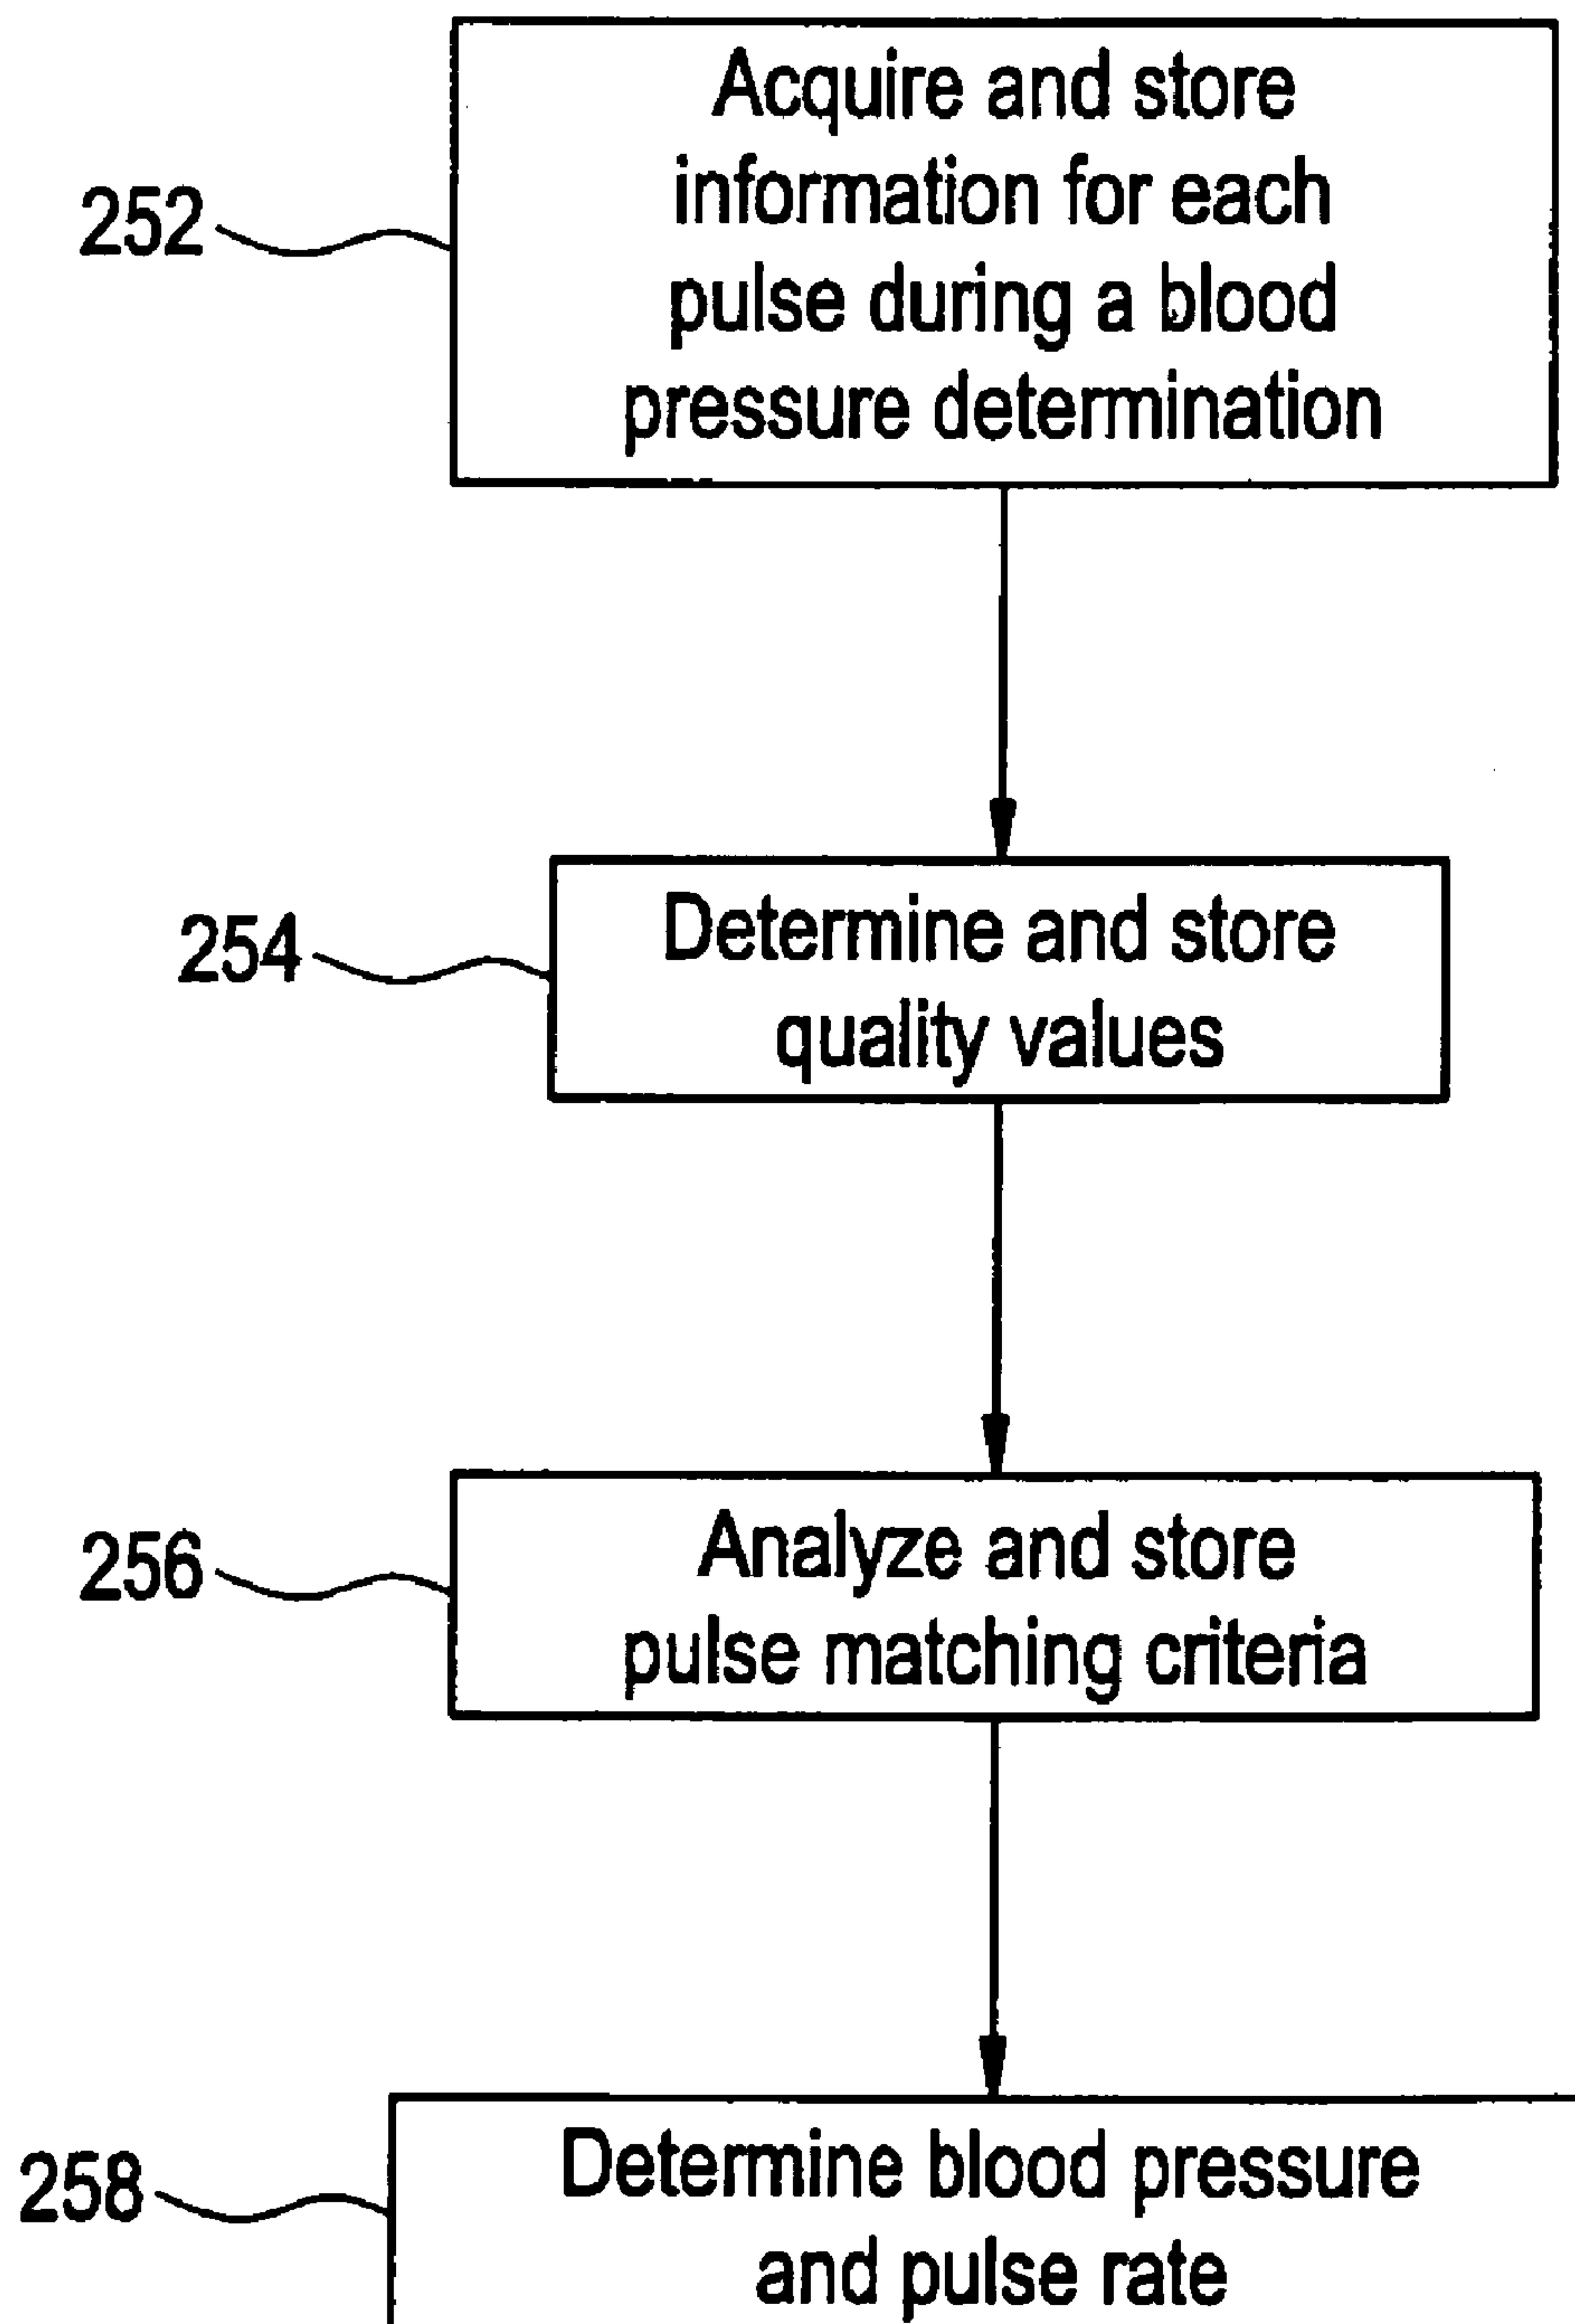 252
Acquire and store
information for each
pulse during a blood
pressure determination
254
Determine and store
quality values
256
Analyze and store
pulse matching criteria
258
Determine blood pressure
and pulse rate